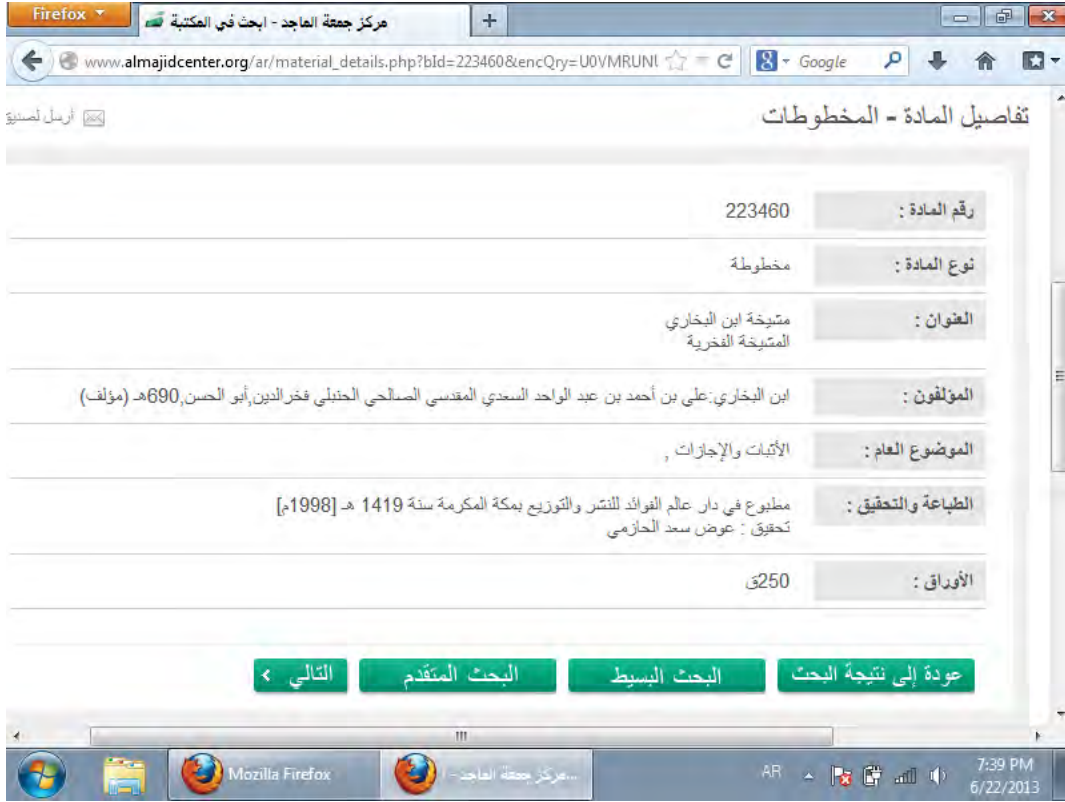 Firefox
مركز جمعة الماجد - ابحث في المكتبة
www.almajidcenter.org/ar/material_details.php?bId=223460&encQry=U0VMRUNU
Google
تفاصيل المادة - المخطوطات
أرسل لصديق
رقم المادة : 223460
نوع المادة : مخطوطة
العنوان : مشيخة ابن البخاري
المشيخة الفخرية
المؤلفون : ابن البخاري:علي بن أحمد بن عبد الواحد السعدي المقدسي الصالحي الحنبلي فخرالدين,أبو الحسن,690هـ (مؤلف)
الموضوع العام : الأثبات والإجازات ,
الطباعة والتحقيق : مطبوع في دار عالم الفوائد للنشر والتوزيع بمكة المكرمة سنة 1419 هـ [1998م]
تحقيق : عوض سعد الحازمي
الأوراق : 250ق
عودة إلى نتيجة البحث
البحث البسيط
البحث المتقدم
التالي >
Mozilla Firefox
مركز جمعة الماجد - ا...
AR
7:39 PM
6/22/2013